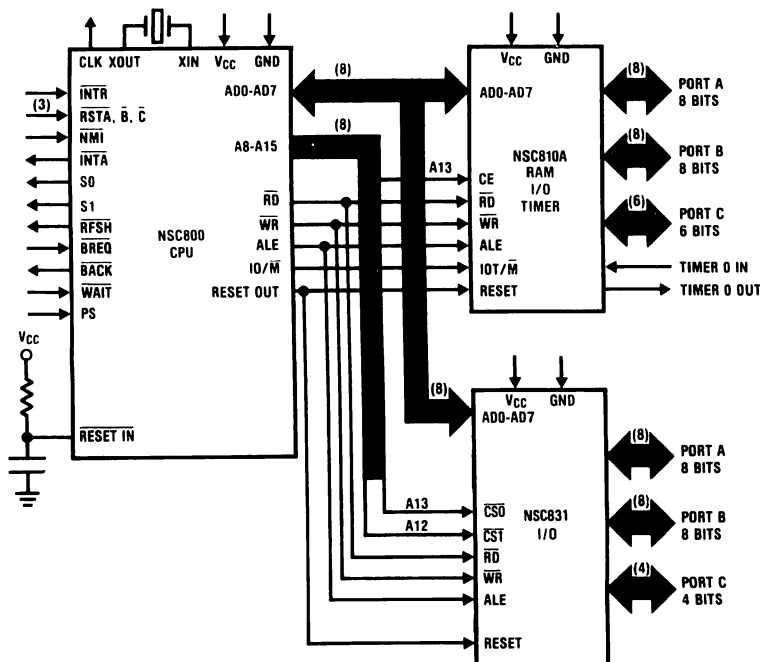 CLK XOUT XIN VCC GND
AD0-AD7
A8-A15
INTR
(3) RSTA, B, C
NMI
INTA
S0
S1
RFSH
BREQ
BACK
WAIT
PS
VCC
RESET IN
NSC800
CPU
RD
WR
ALE
IO/M
RESET OUT
(8)
(8)
A13
VCC GND
AD0-AD7
NSC810A
RAM
I/O
TIMER
CE
RD
WR
ALE
IOT/M
RESET
(8) PORT A
8 BITS
(8) PORT B
8 BITS
(6) PORT C
6 BITS
TIMER 0 IN
TIMER 0 OUT
(8)
VCC GND
AD0-AD7
A13 CS0
A12 CS1
RD
WR
ALE
RESET
NSC831
I/O
(8) PORT A
8 BITS
(8) PORT B
8 BITS
(4) PORT C
4 BITS